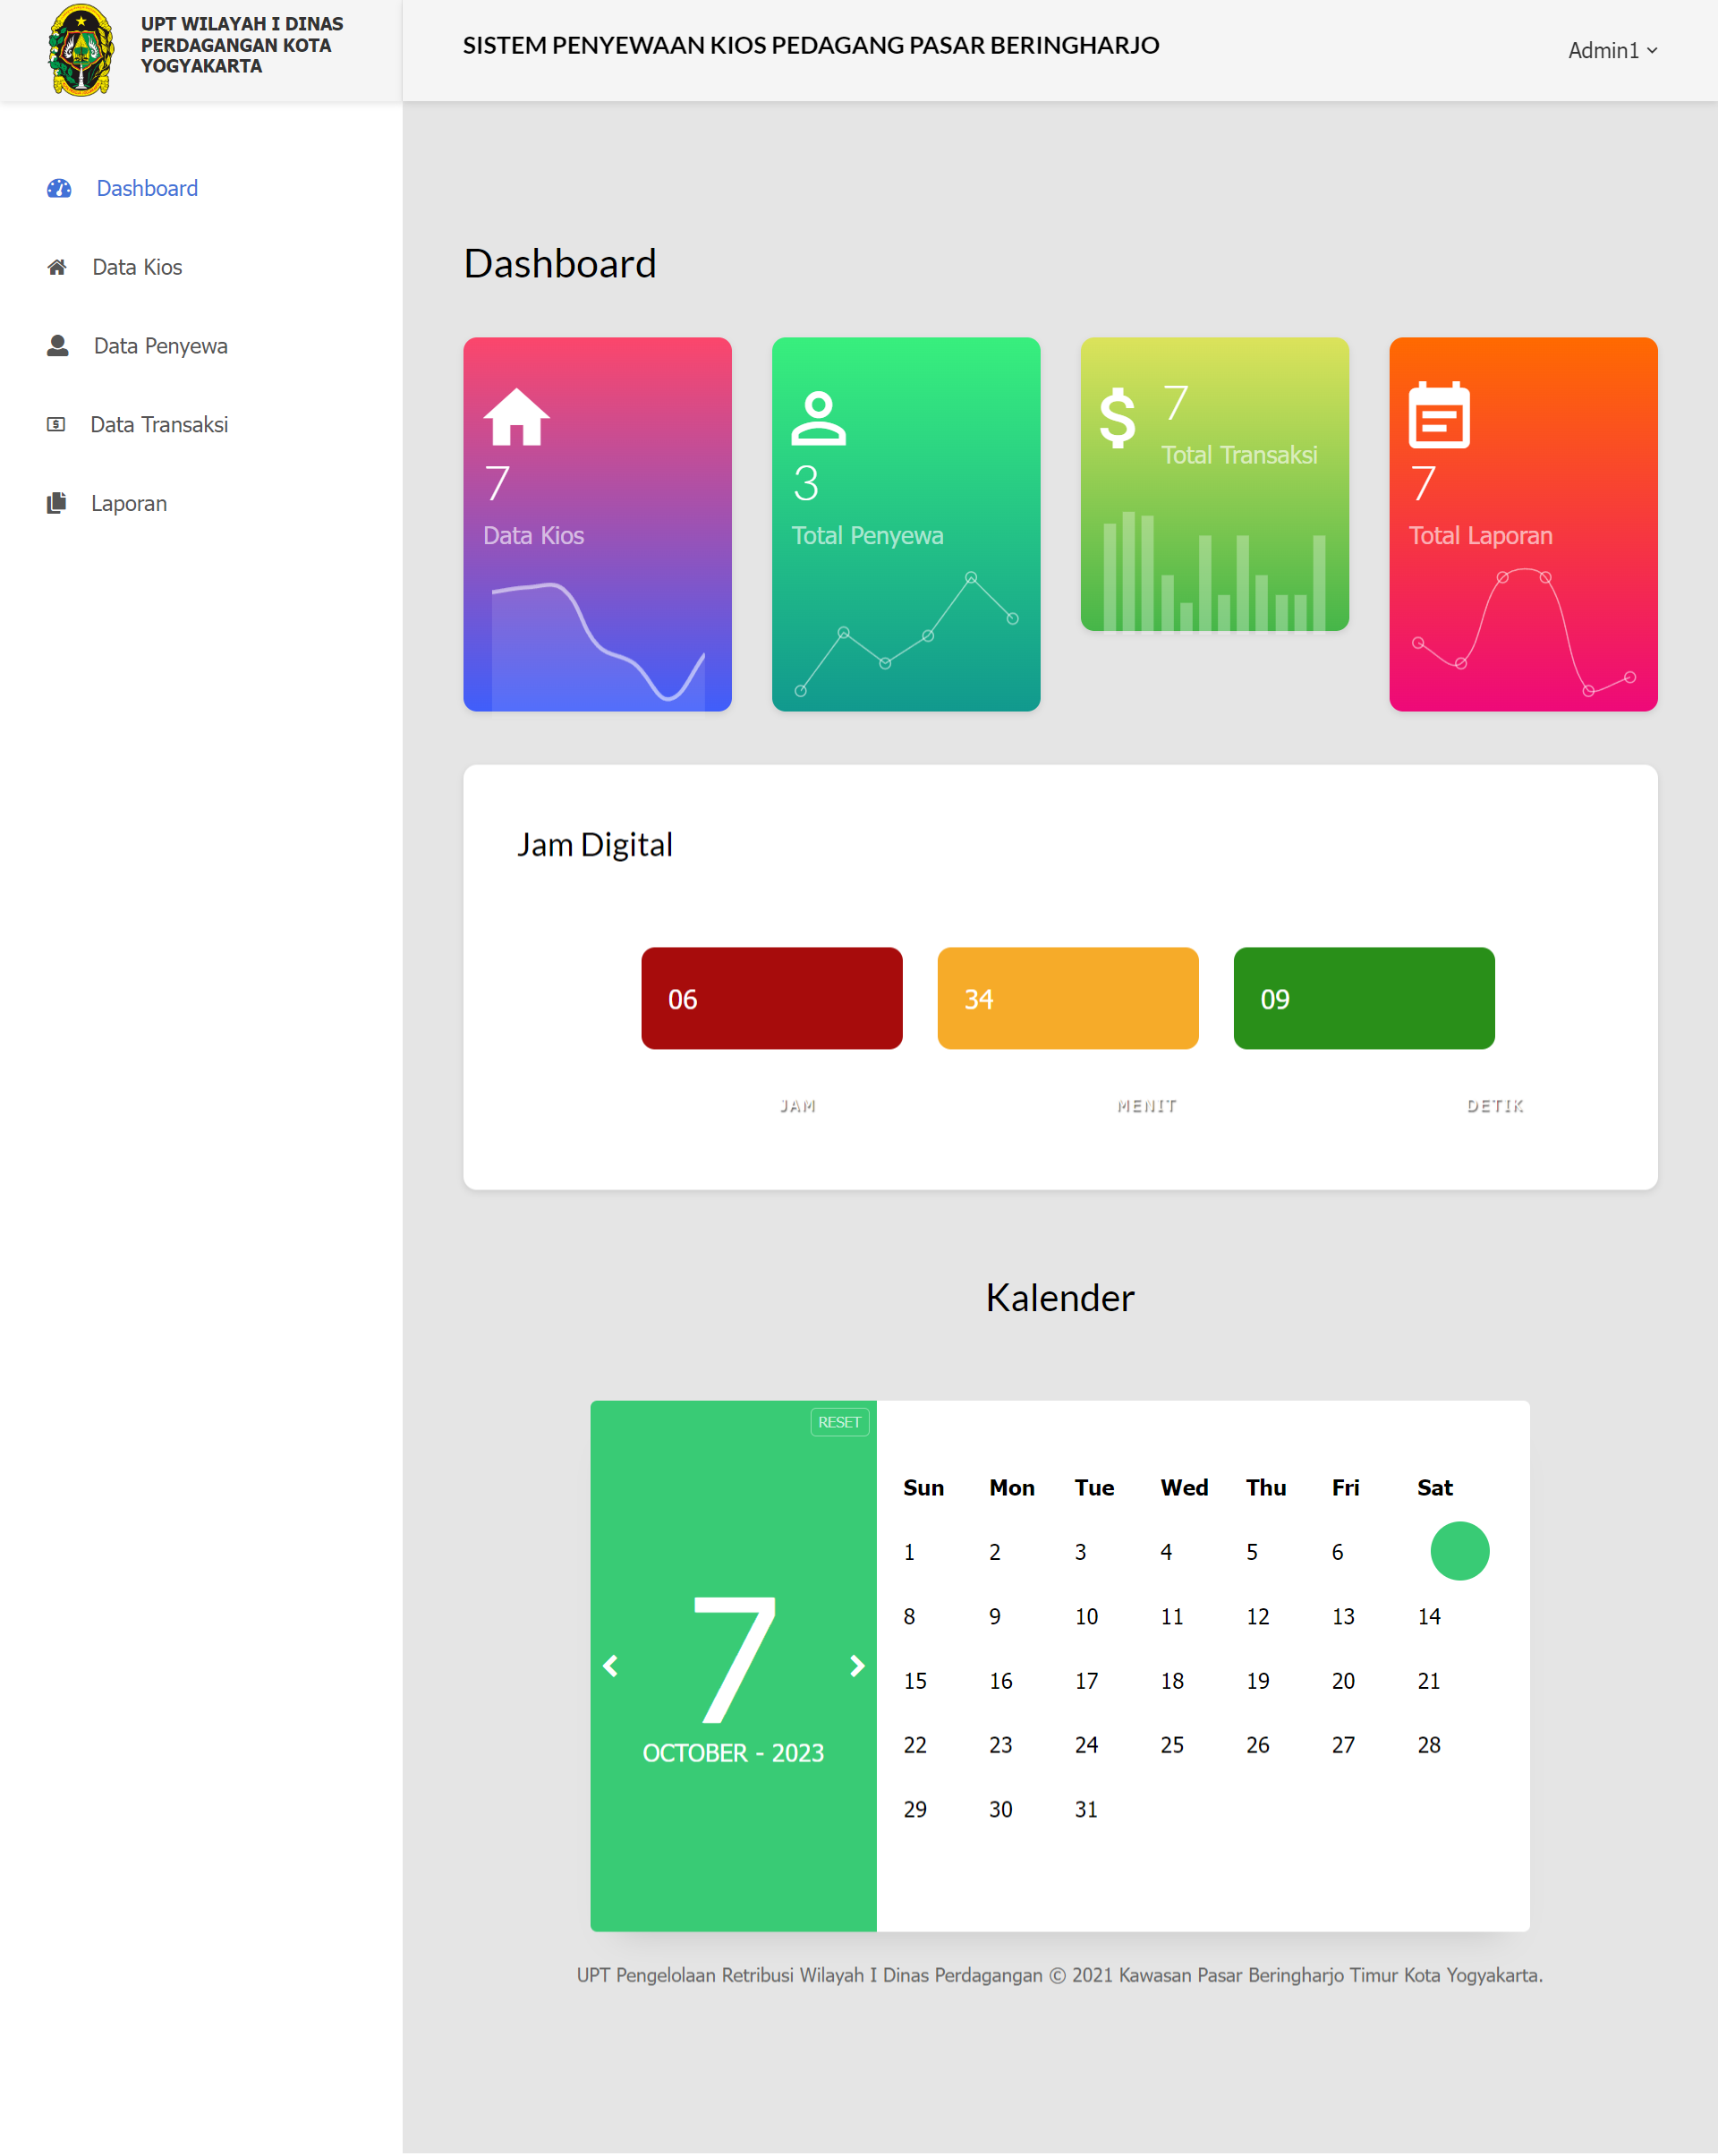 UPT WILAYAH I DINAS
PERDAGANGAN KOTA
YOGYAKARTA
SISTEM PENYEWAAN KIOS PEDAGANG PASAR BERINGHARJO
Admin1
Dashboard
Data Kios
Data Penyewa
Data Transaksi
Laporan
Dashboard
7
Data Kios
3
Total Penyewa
7
Total Transaksi
7
Total Laporan
Jam Digital
06 34 09
JAM MENIT DETIK
Kalender
RESET
7
OCTOBER - 2023
Sun Mon Tue Wed Thu Fri Sat
1 2 3 4 5 6
8 9 10 11 12 13 14
15 16 17 18 19 20 21
22 23 24 25 26 27 28
29 30 31
UPT Pengelolaan Retribusi Wilayah I Dinas Perdagangan © 2021 Kawasan Pasar Beringharjo Timur Kota Yogyakarta.